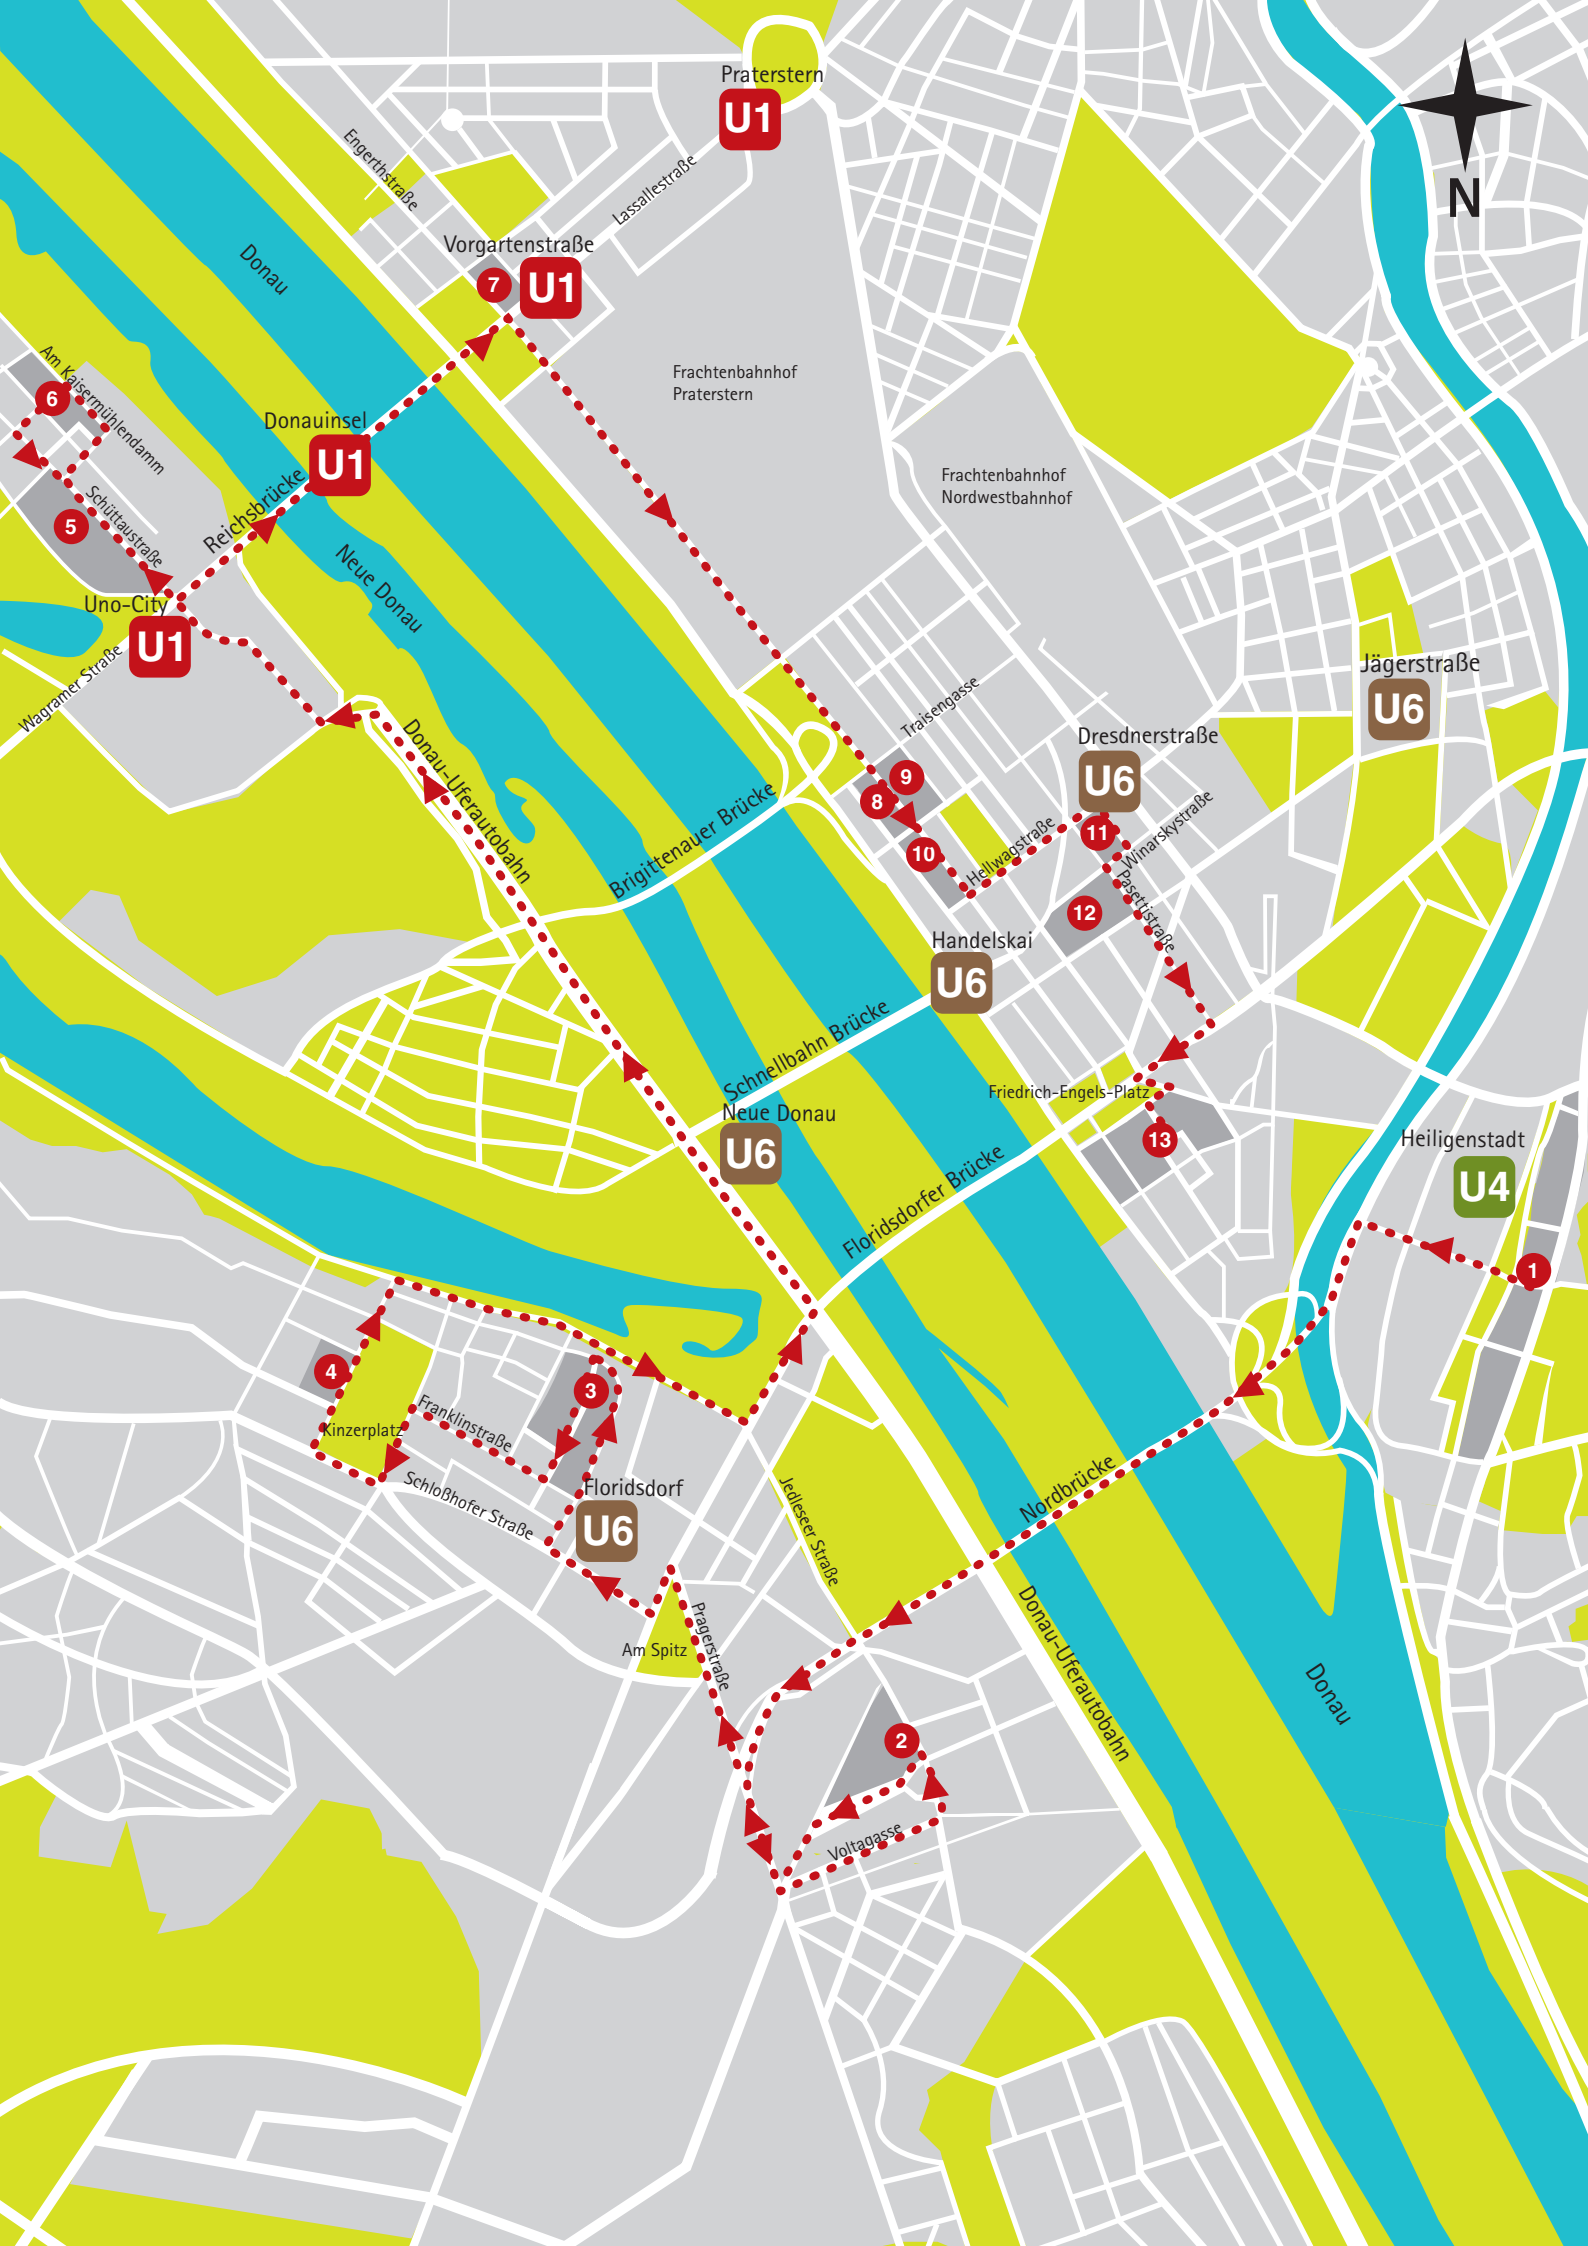 Praterstern
U1
N
Engerthstraße
Lassallestraße
Vorgartenstraße
7
U1
Donau
Am Kaisermühlendamm
6
Frachtenbahnhof
Praterstern
Donauinsel
U1
Frachtenbahnhof
Nordwestbahnhof
Reichsbrücke
Schüttaustraße
5
Neue Donau
Uno-City
U1
Wagramer Straße
Jägerstraße
U6
Traisengasse
Donau-Uferautobahn
Dresdnerstraße
U6
9
8
Brigittenauer Brücke
10
Hellwagstraße
11
Winarskystraße
Pasettistraße
12
Handelskai
U6
Schnellbahn Brücke
Neue Donau
U6
Friedrich-Engels-Platz
13
Heiligenstadt
U4
Floridsdorfer Brücke
1
4
3
Franklinstraße
Kinzerplatz
Schloßhofer Straße
Floridsdorf
U6
Jedleseer Straße
Nordbrücke
Donau-Uferautobahn
Am Spitz
Pragerstraße
Donau
2
Voltagasse